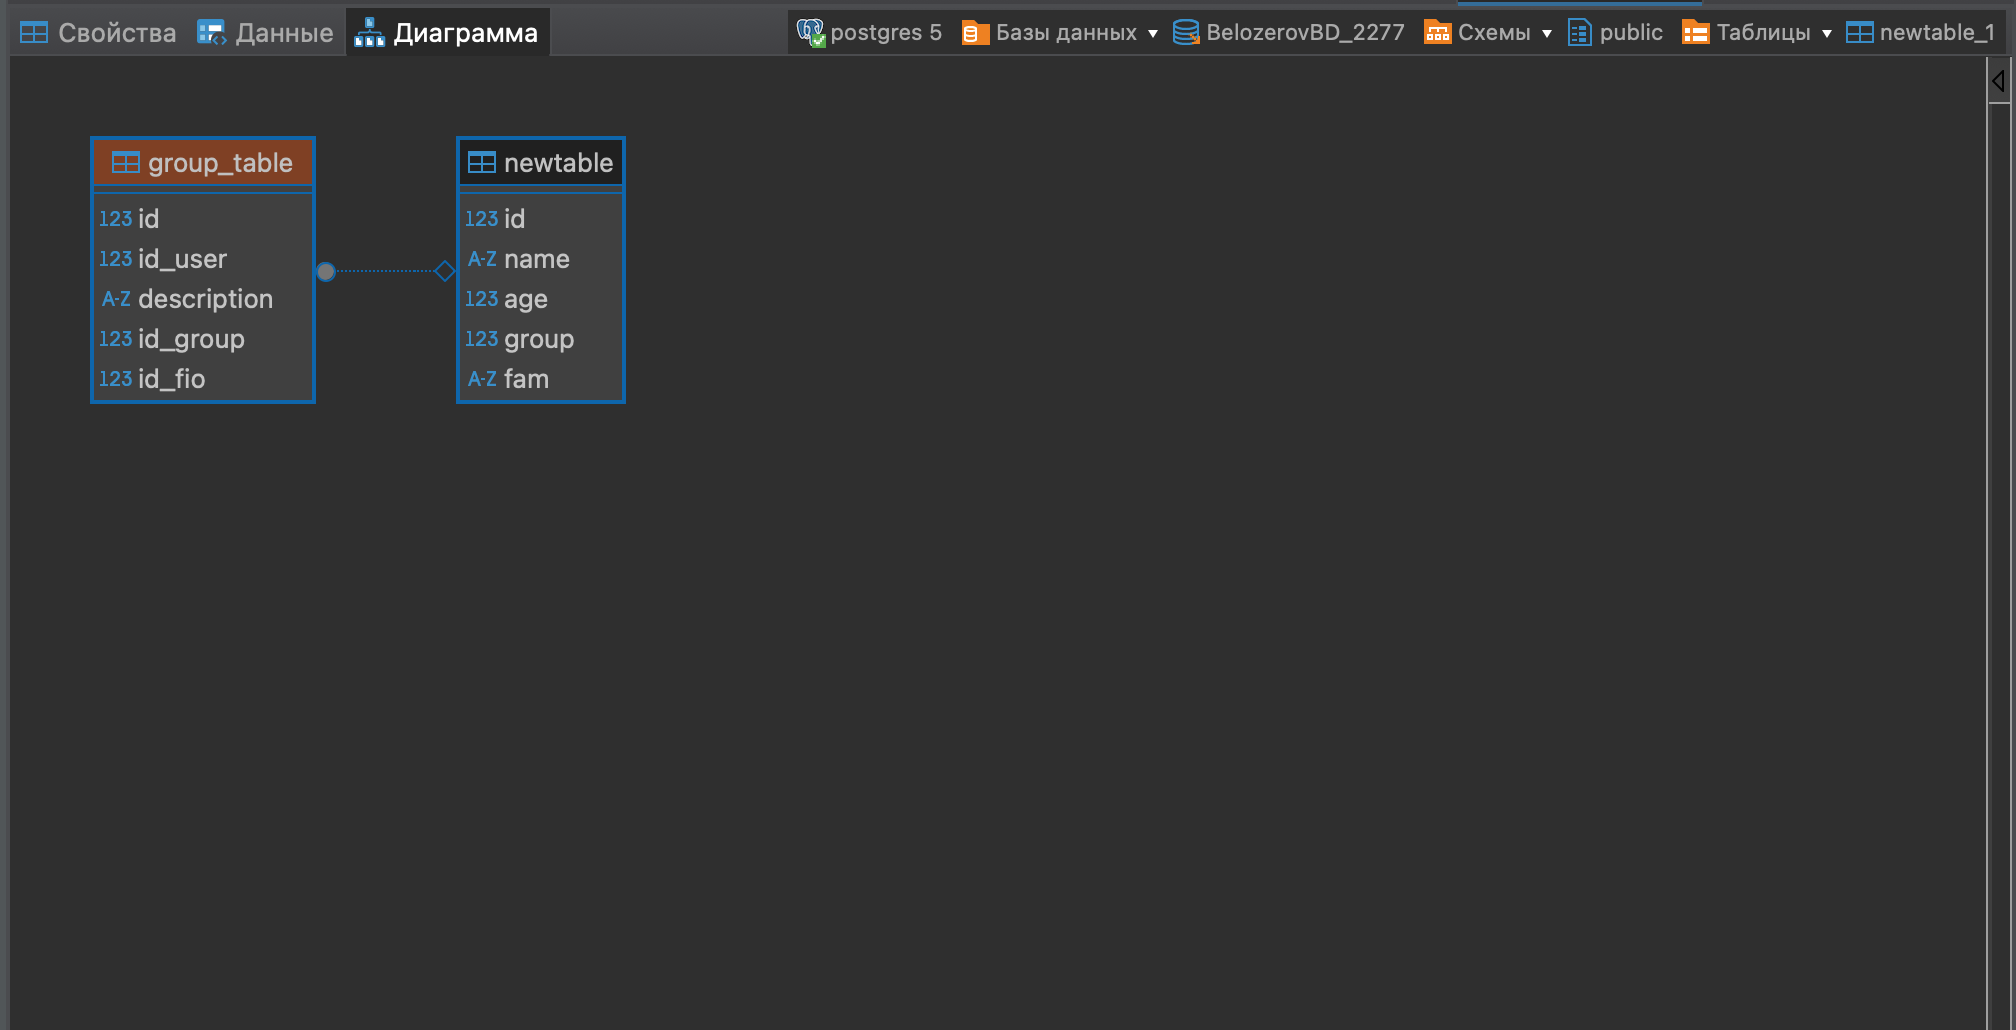 Свойства Данные Диаграмма postgres 5 Базы данных BelozerovBD_2277 Схемы public Таблицы newtable_1
group_table
123 id
123 id_user
A-Z description
123 id_group
123 id_fio
newtable
123 id
A-Z name
123 age
123 group
A-Z fam